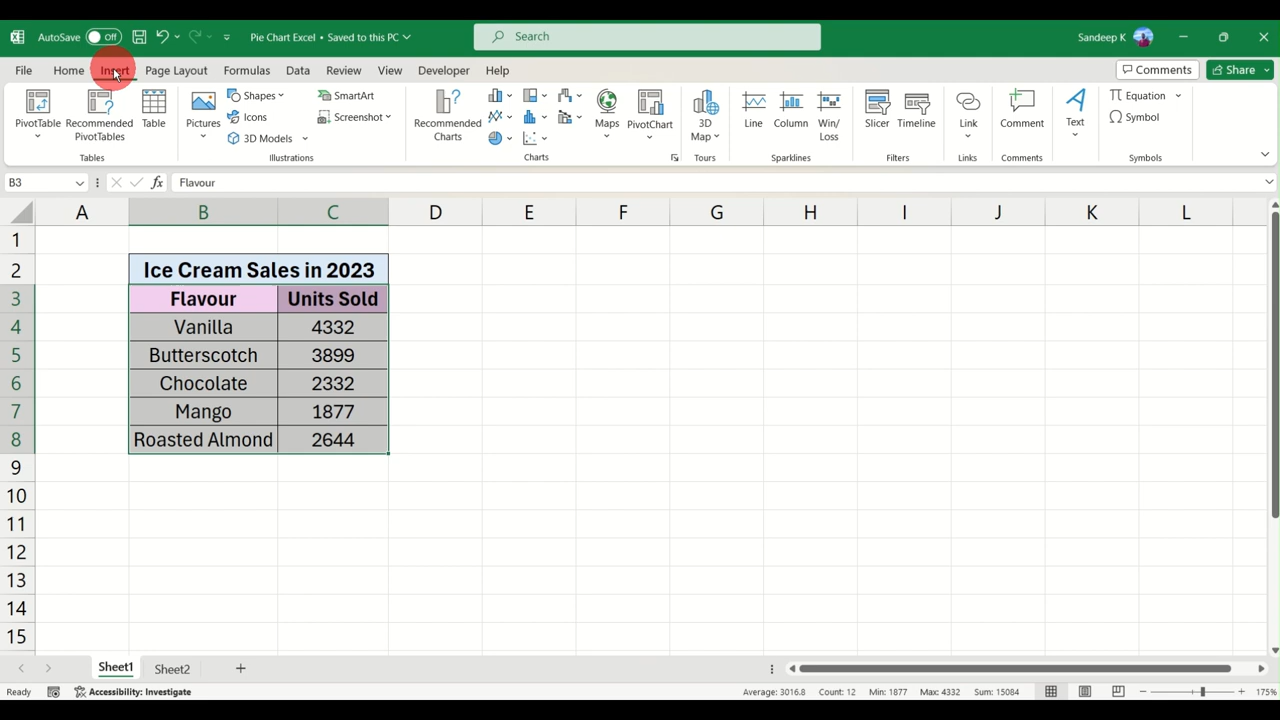 AutoSave Off Pie Chart Excel • Saved to this PC Search Sandeep K
File Home Insert Page Layout Formulas Data Review View Developer Help Comments Share
PivotTable Recommended PivotTables Table Pictures Shapes Icons 3D Models SmartArt Screenshot Recommended Charts Maps PivotChart 3D Map Line Column Win/Loss Slicer Timeline Link Comment Text Equation Symbol
Tables Illustrations Charts Tours Sparklines Filters Links Comments Symbols
B3 fx Flavour
A B C D E F G H I J K L
1
2 Ice Cream Sales in 2023
3 Flavour Units Sold
4 Vanilla 4332
5 Butterscotch 3899
6 Chocolate 2332
7 Mango 1877
8 Roasted Almond 2644
9
10
11
12
13
14
15
Sheet1 Sheet2
Ready Accessibility: Investigate Average: 3016.8 Count: 12 Min: 1877 Max: 4332 Sum: 15084 175%